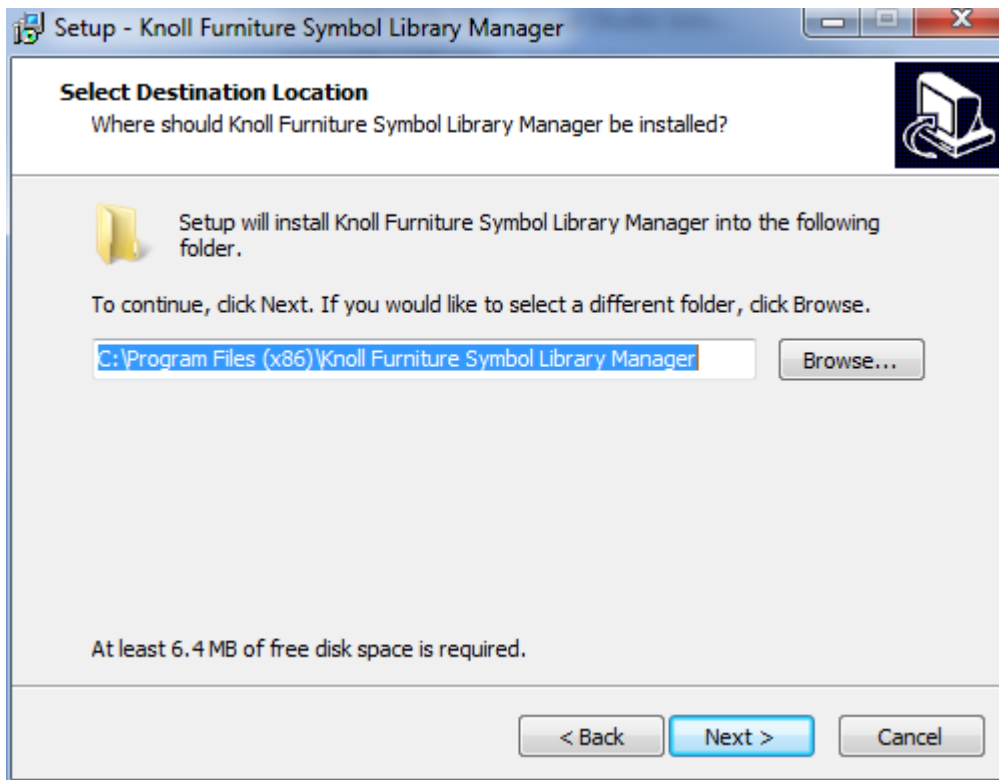 Setup - Knoll Furniture Symbol Library Manager
Select Destination Location
Where should Knoll Furniture Symbol Library Manager be installed?
Setup will install Knoll Furniture Symbol Library Manager into the following
folder.
To continue, click Next. If you would like to select a different folder, click Browse.
C:\Program Files (x86)\Knoll Furniture Symbol Library Manager
Browse...
At least 6.4 MB of free disk space is required.
< Back
Next >
Cancel